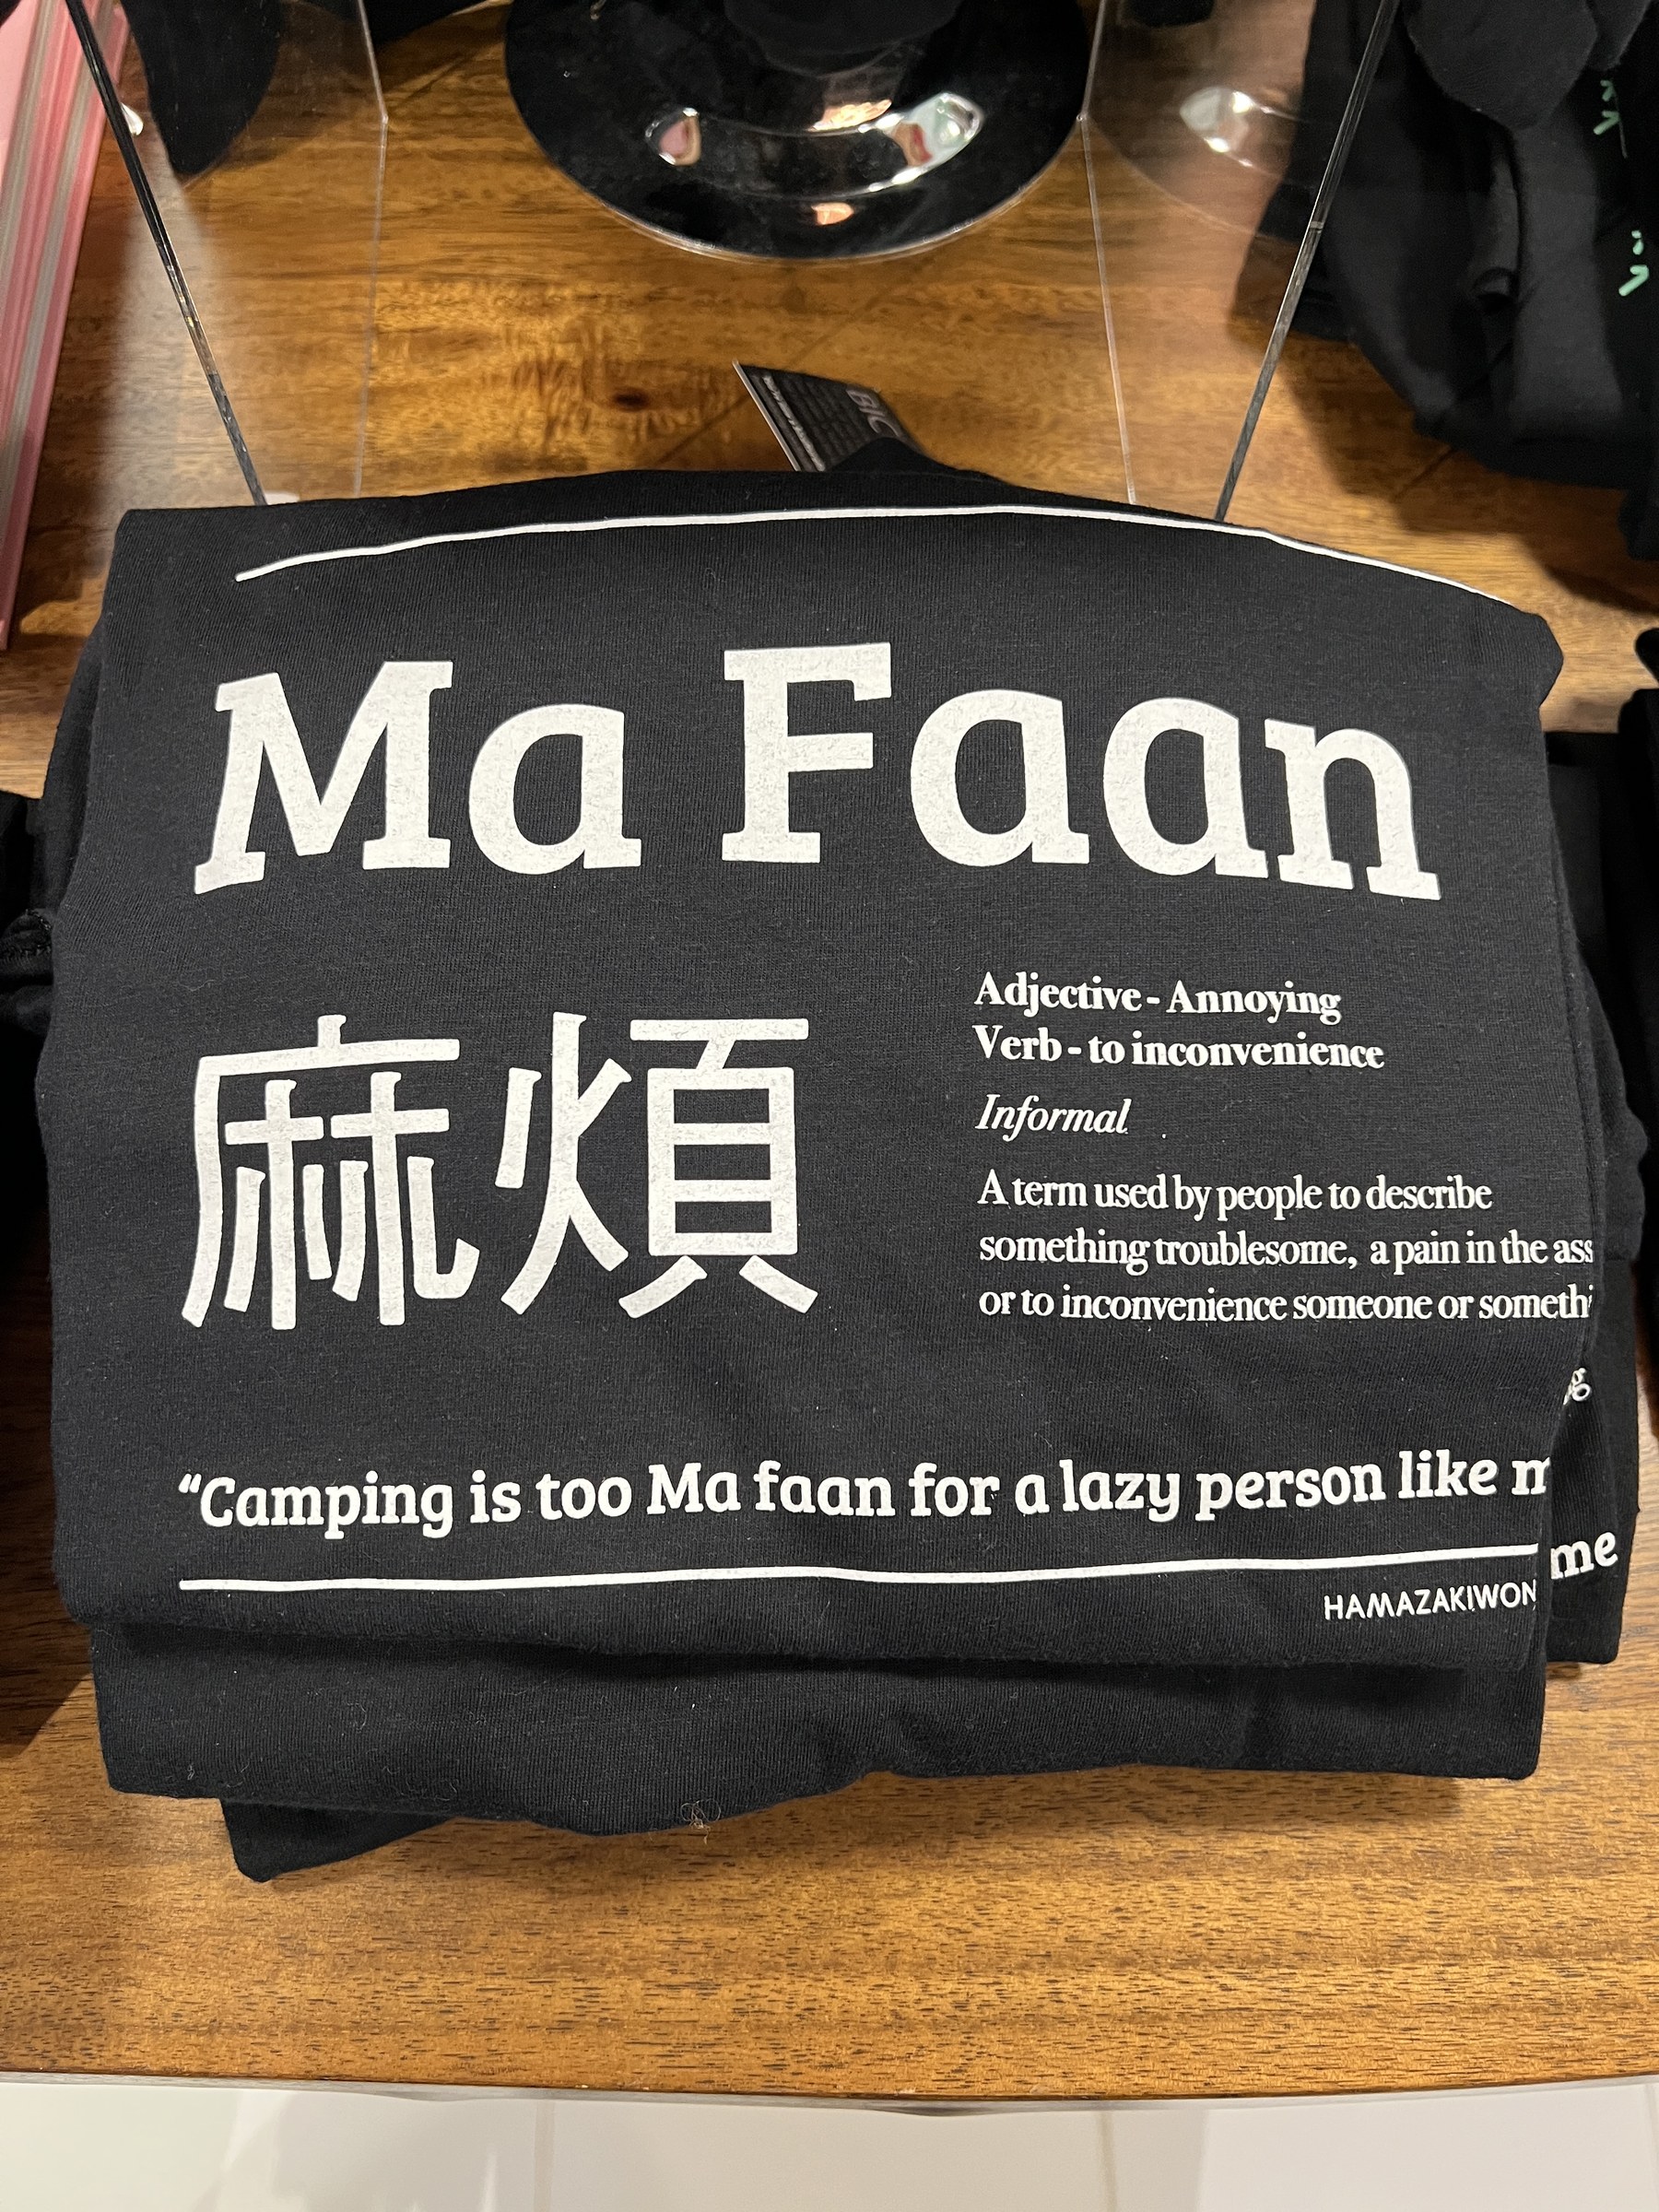 Ma Faan
麻煩
Adjective - Annoying
Verb - to inconvenience
Informal
A term used by people to describe
something troublesome, a pain in the ass
or to inconvenience someone or somethi
“Camping is too Ma faan for a lazy person like m
me
HAMAZAKIWON